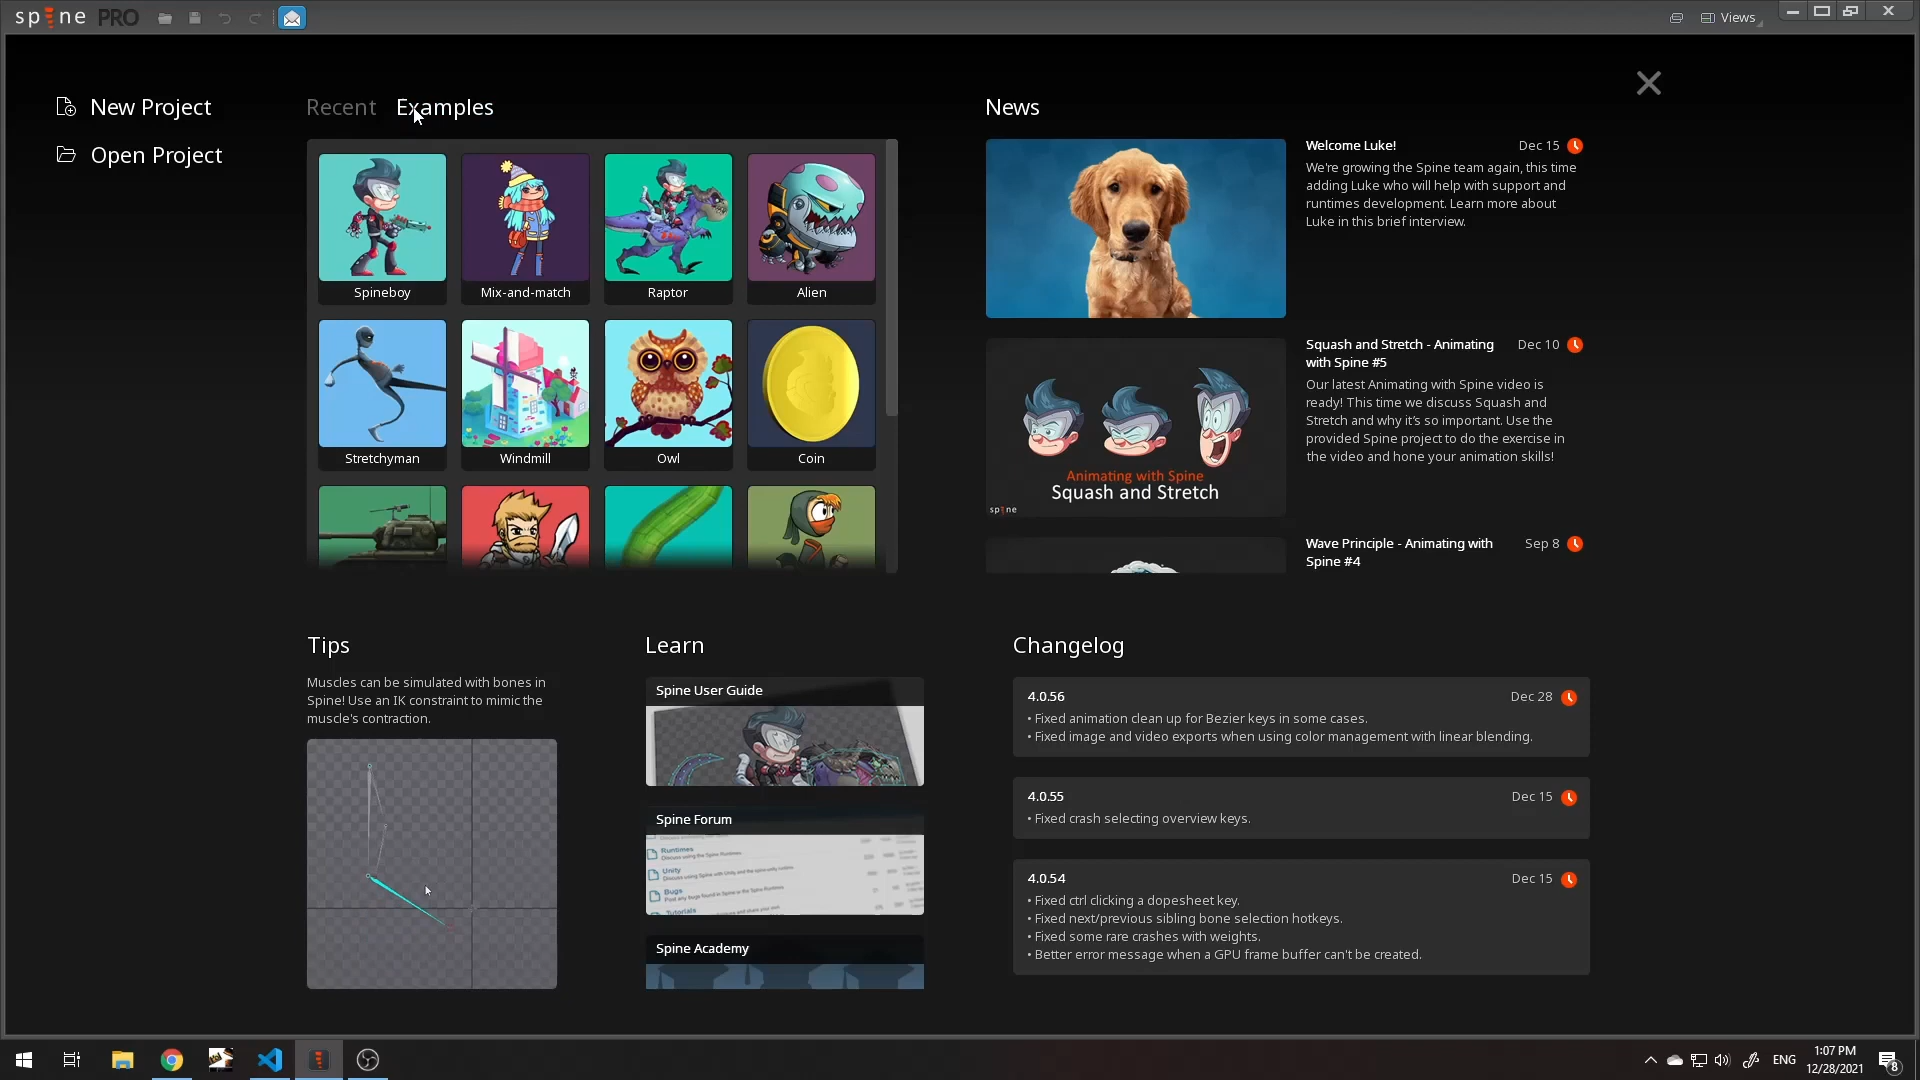 spine PRO
Views
New Project
Open Project
Recent
Examples
Spineboy
Mix-and-match
Raptor
Alien
Stretchyman
Windmill
Owl
Coin
News
Welcome Luke!
Dec 15
We're growing the Spine team again, this time
adding Luke who will help with support and
runtimes development. Learn more about
Luke in this brief interview.
Animating with Spine
Squash and Stretch
spine
Squash and Stretch - Animating
with Spine #5
Dec 10
Our latest Animating with Spine video is
ready! This time we discuss Squash and
Stretch and why it's so important. Use the
provided Spine project to do the exercise in
the video and hone your animation skills!
Wave Principle - Animating with
Spine #4
Sep 8
Tips
Muscles can be simulated with bones in
Spine! Use an IK constraint to mimic the
muscle's contraction.
Learn
Spine User Guide
Spine Forum
Runtimes
Discuss using the Spine Runtimes.
Unity
Bugs
Tutorials
Spine Academy
Changelog
4.0.56
Dec 28
• Fixed animation clean up for Bezier keys in some cases.
• Fixed image and video exports when using color management with linear blending.
4.0.55
Dec 15
• Fixed crash selecting overview keys.
4.0.54
Dec 15
• Fixed ctrl clicking a dopesheet key.
• Fixed next/previous sibling bone selection hotkeys.
• Fixed some rare crashes with weights.
• Better error message when a GPU frame buffer can't be created.
ENG
1:07 PM
12/28/2021
8